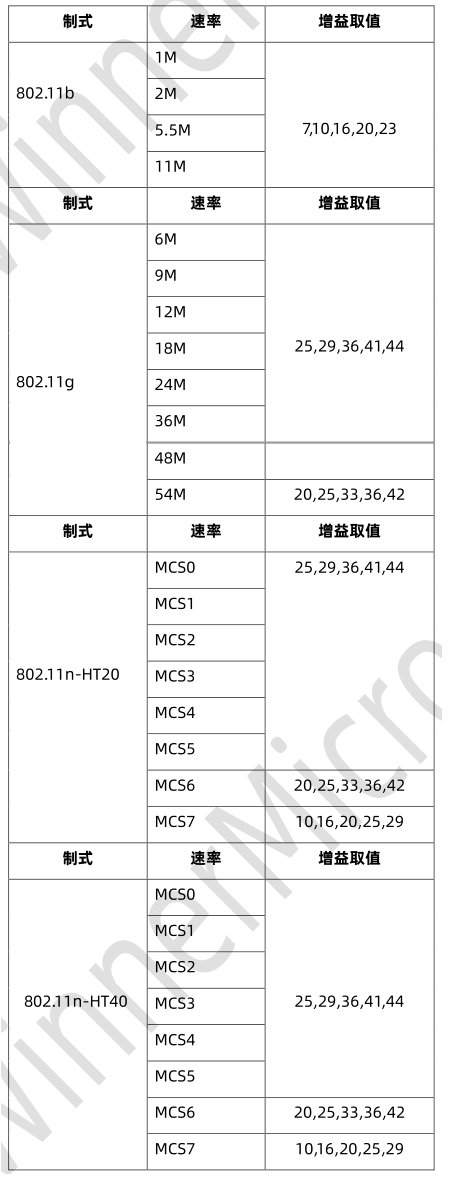 制式 速率 增益取值
1M
802.11b 2M
5.5M 7,10,16,20,23
11M
制式 速率 增益取值
6M
9M
12M
18M 25,29,36,41,44
802.11g 24M
36M
48M
54M 20,25,33,36,42
制式 速率 增益取值
MCS0 25,29,36,41,44
MCS1
MCS2
802.11n-HT20 MCS3
MCS4
MCS5
MCS6 20,25,33,36,42
MCS7 10,16,20,25,29
制式 速率 增益取值
MCS0
MCS1
MCS2
802.11n-HT40 MCS3 25,29,36,41,44
MCS4
MCS5
MCS6 20,25,33,36,42
MCS7 10,16,20,25,29
WinnerMicro